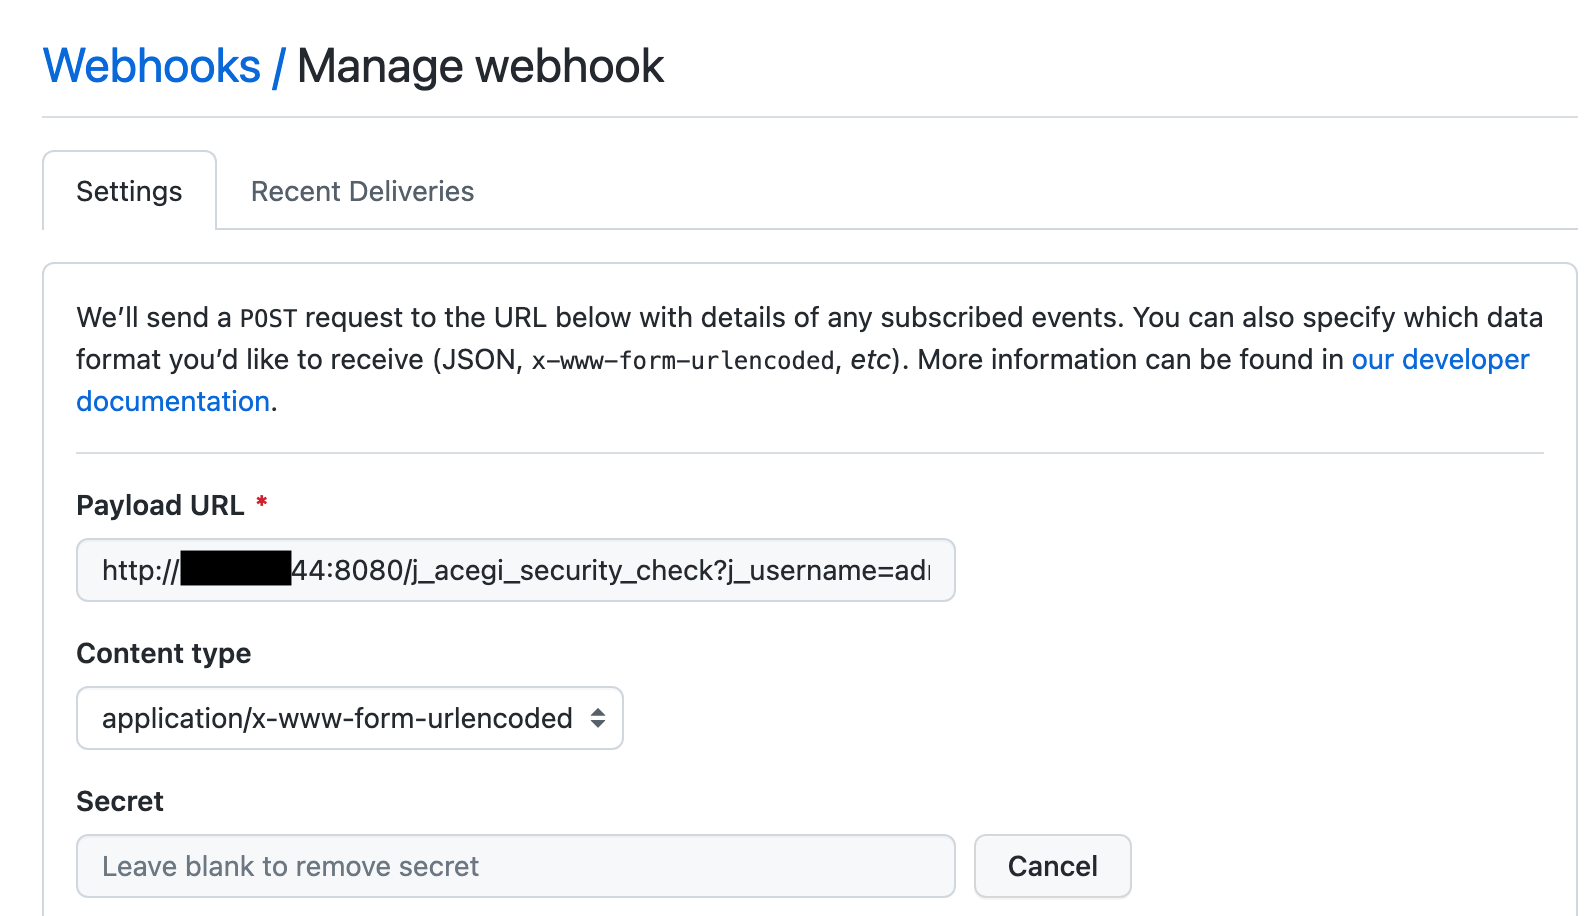 Webhooks / Manage webhook
Settings
Recent Deliveries
We’ll send a POST request to the URL below with details of any subscribed events. You can also specify which data
format you’d like to receive (JSON, x-www-form-urlencoded, etc). More information can be found in our developer
documentation.
Payload URL *
http:// 44:8080/j_acegi_security_check?j_username=adm
Content type
application/x-www-form-urlencoded
Secret
Leave blank to remove secret
Cancel